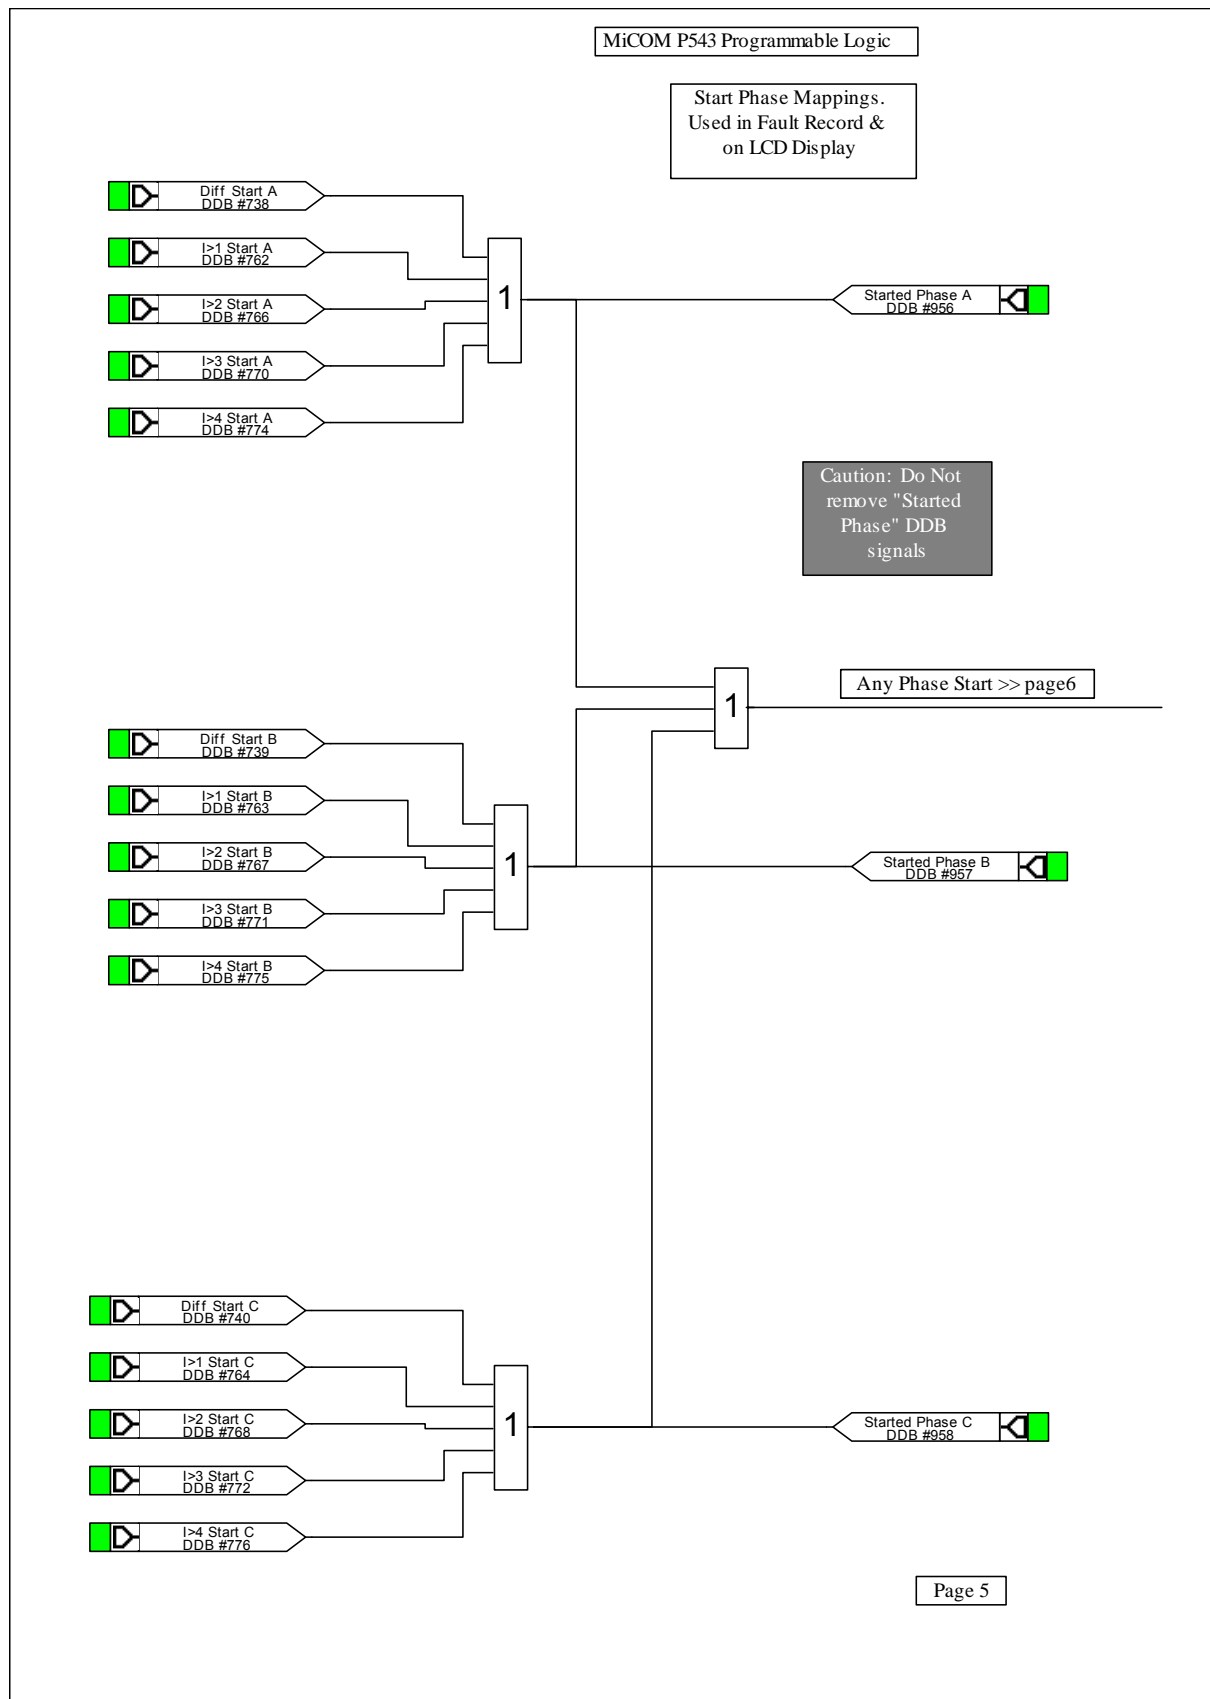 MiCOM P543 Programmable Logic
Start Phase Mappings.
Used in Fault Record &
on LCD Display
Diff Start A
DDB #738
I>1 Start A
DDB #762
I>2 Start A
DDB #766
I>3 Start A
DDB #770
I>4 Start A
DDB #774
1
Started Phase A
DDB #956
Caution: Do Not
remove "Started
Phase" DDB
signals
1
Any Phase Start >> page6
Diff Start B
DDB #739
I>1 Start B
DDB #763
I>2 Start B
DDB #767
I>3 Start B
DDB #771
I>4 Start B
DDB #775
1
Started Phase B
DDB #957
Diff Start C
DDB #740
I>1 Start C
DDB #764
I>2 Start C
DDB #768
I>3 Start C
DDB #772
I>4 Start C
DDB #776
1
Started Phase C
DDB #958
Page 5